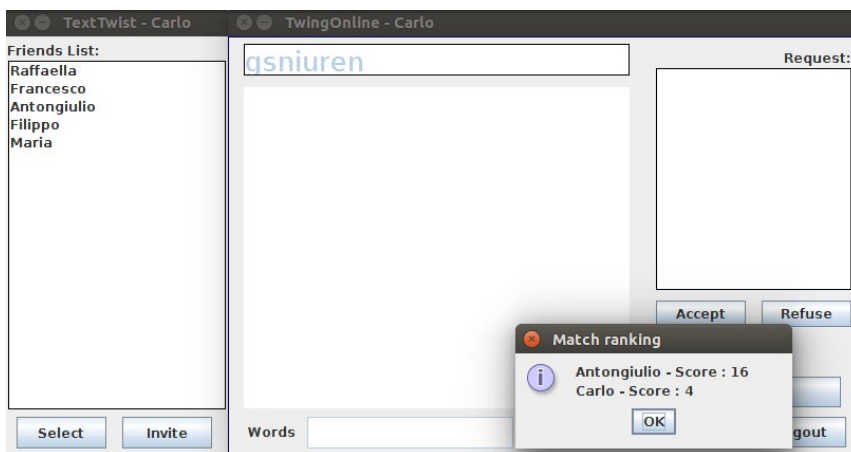 TextTwist - Carlo
TwingOnline - Carlo
Friends List:
Raffaella
Francesco
Antongiulio
Filippo
Maria
Select
Invite
gsniuren
Words
Request:
Accept
Refuse
gout
Match ranking
Antongiulio - Score : 16
Carlo - Score : 4
OK